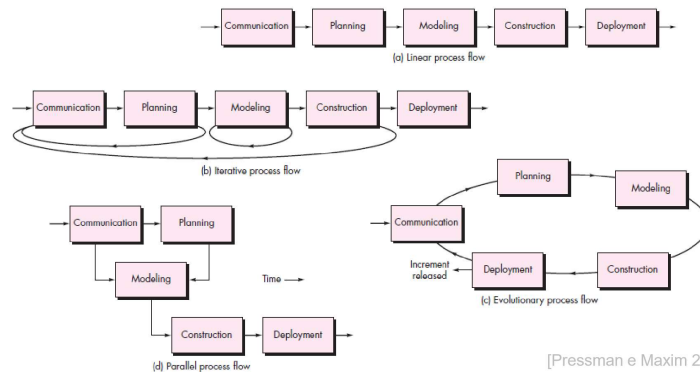 Communication Planning Modeling Construction Deployment
(a) Linear process flow
Communication Planning Modeling Construction Deployment
(b) Iterative process flow
Planning
Modeling
Communication
Increment
released
Deployment
Construction
(c) Evolutionary process flow
Communication Planning
Modeling
Time
Construction Deployment
(d) Parallel process flow
[Pressman e Maxim 2